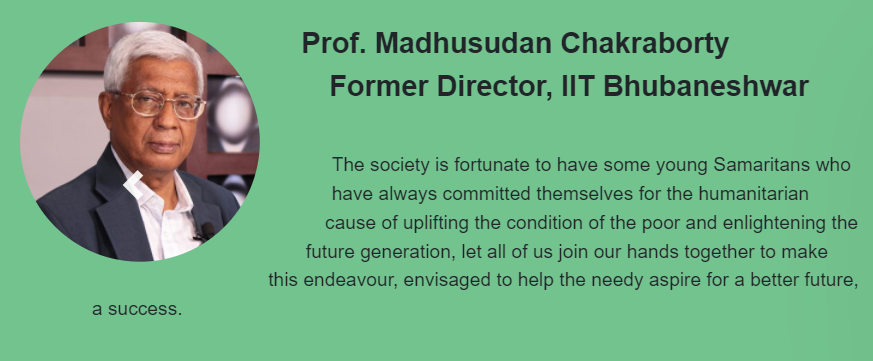 Prof. Madhusudan Chakraborty
Former Director, IIT Bhubaneshwar
The society is fortunate to have some young Samaritans who
have always committed themselves for the humanitarian
cause of uplifting the condition of the poor and enlightening the
future generation, let all of us join our hands together to make
this endeavour, envisaged to help the needy aspire for a better future,
a success.